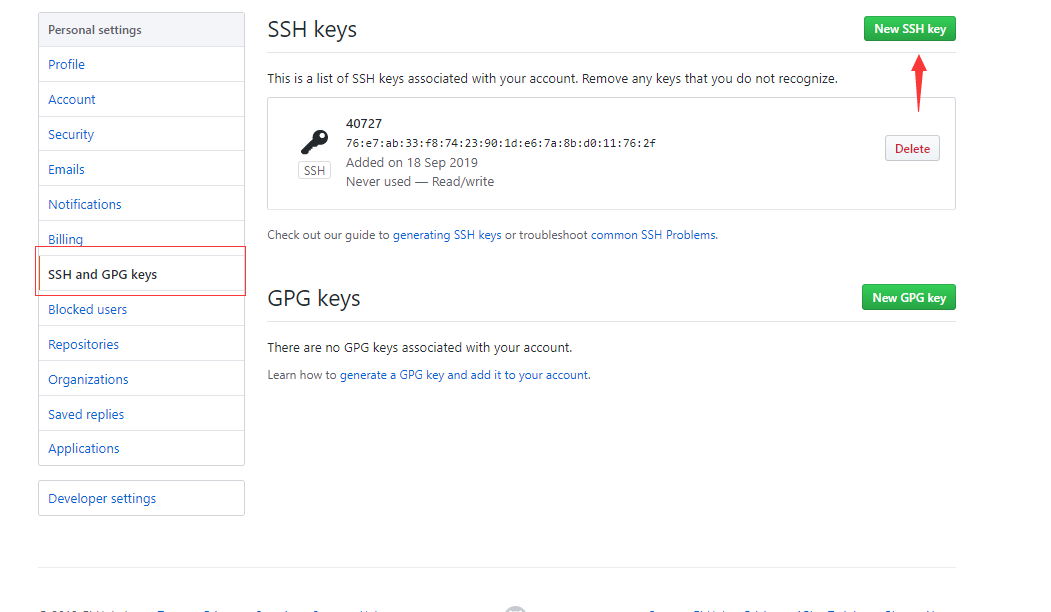 Personal settings
Profile
Account
Security
Emails
Notifications
Billing
SSH and GPG keys
Blocked users
Repositories
Organizations
Saved replies
Applications
Developer settings
SSH keys
New SSH key
This is a list of SSH keys associated with your account. Remove any keys that you do not recognize.
40727
76:e7:ab:33:f8:74:23:90:1d:e6:7a:8b:d0:11:76:2f
SSH
Added on 18 Sep 2019
Never used — Read/write
Delete
Check out our guide to generating SSH keys or troubleshoot common SSH Problems.
GPG keys
New GPG key
There are no GPG keys associated with your account.
Learn how to generate a GPG key and add it to your account.